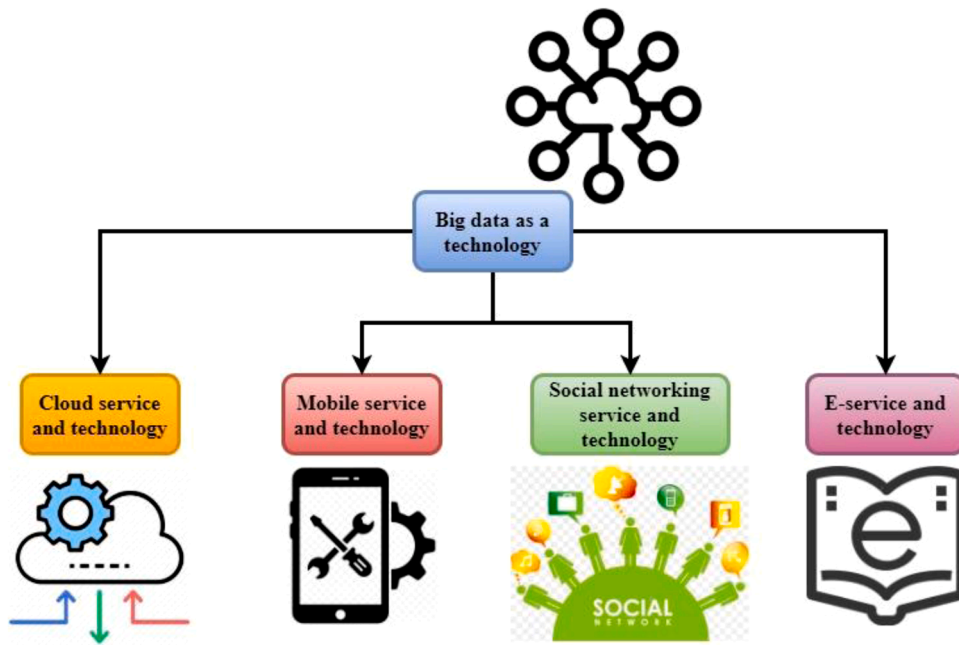 Big data as a
technology
Cloud service
and technology
Mobile service
and technology
Social networking
service and
technology
E-service and
technology
SOCIAL
NETWORK
e